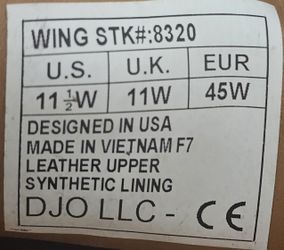 WING STK#:8320
U.S. U.K. EUR
11 ½ W 11W 45W
DESIGNED IN USA
MADE IN VIETNAM F7
LEATHER UPPER
SYNTHETIC LINING
DJO LLC - CE